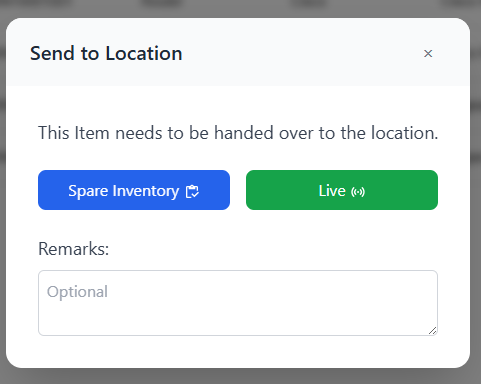 Send to Location
×
This Item needs to be handed over to the location.
Spare Inventory
Live
Remarks:
Optional